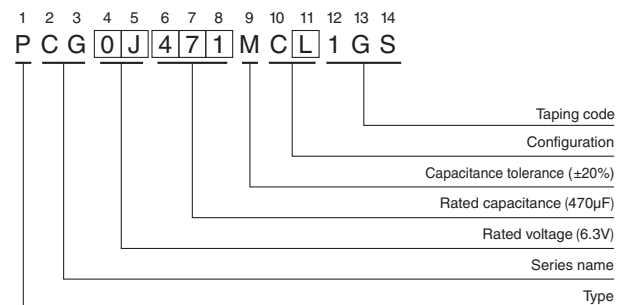 1 2 3 4 5 6 7 8 9 10 11 12 13 14
P C G 0 J 4 7 1 M C L 1 G S
Taping code
Configuration
Capacitance tolerance (±20%)
Rated capacitance (470µF)
Rated voltage (6.3V)
Series name
Type